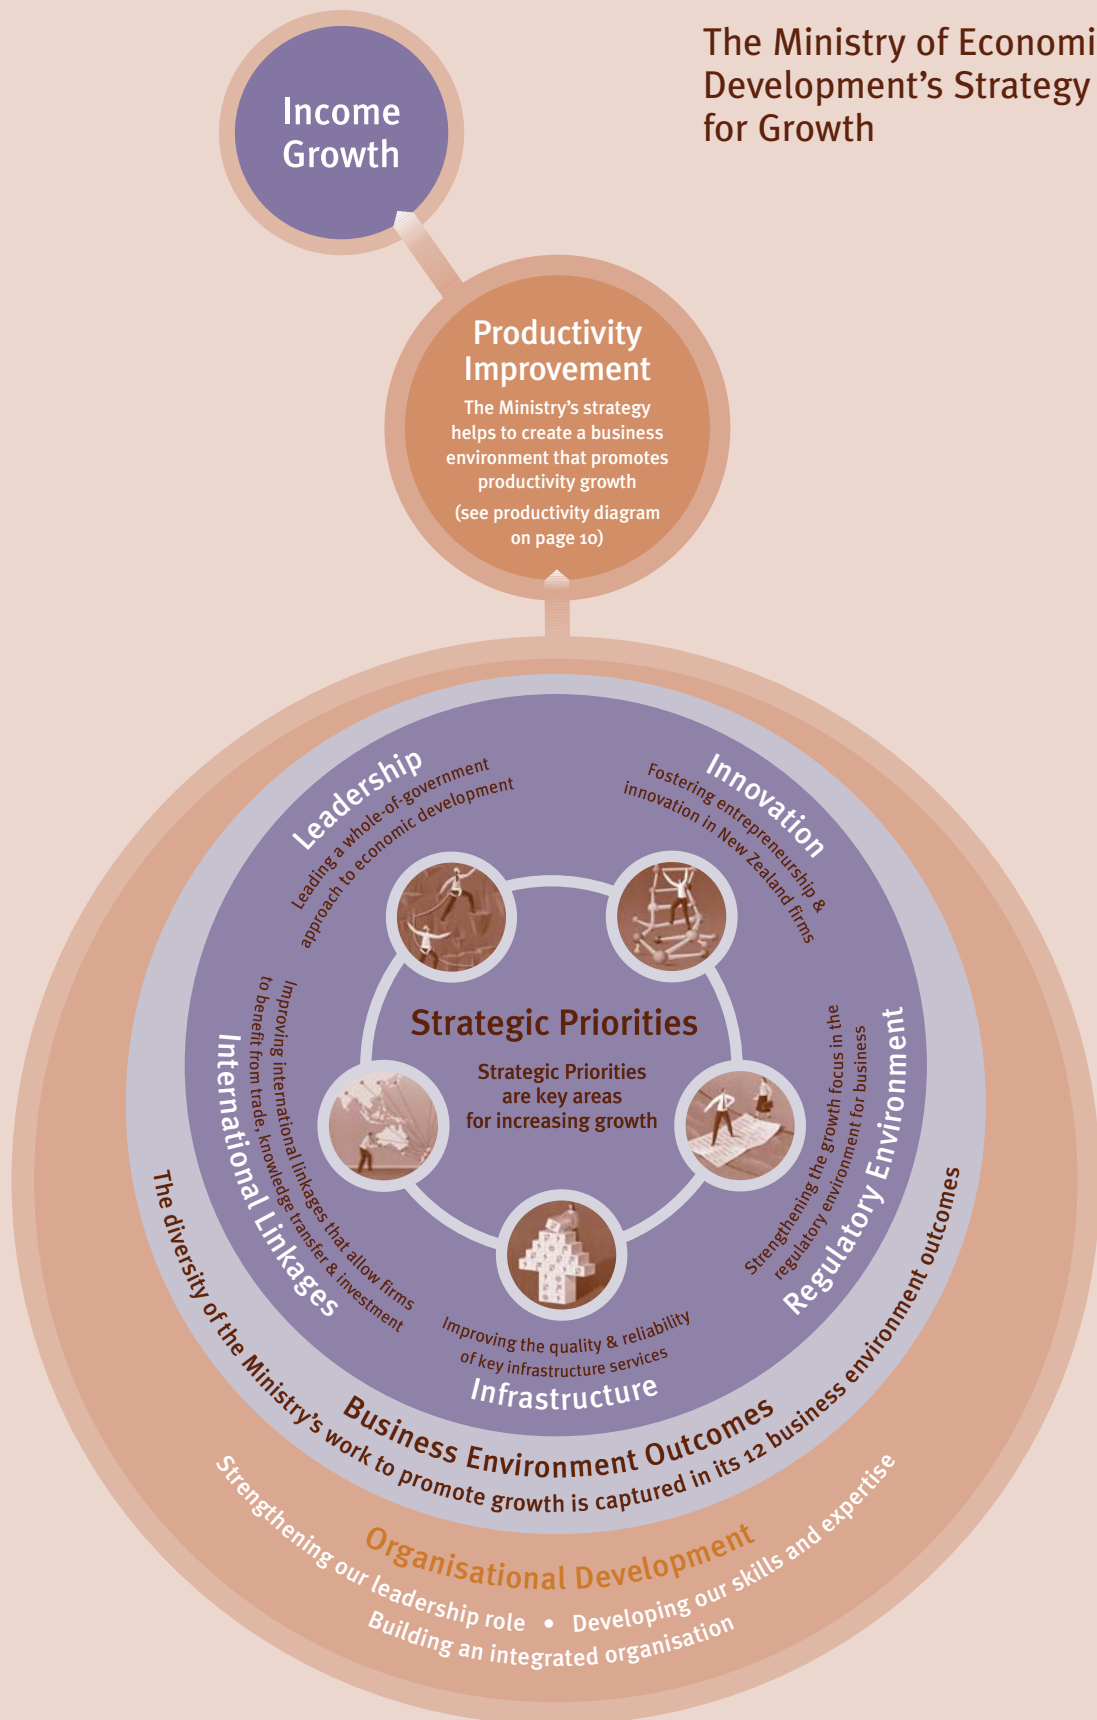 The Ministry of Economi
Development's Strategy
for Growth
Income
Growth
Productivity
Improvement
The Ministry's strategy
helps to create a business
environment that promotes
productivity growth
(see productivity diagram
on page 10)
Leadership
Leading a whole-of-government
approach to economic development
Innovation
Fostering entrepreneurship &
innovation in New Zealand firms
Strategic Priorities
Strategic Priorities
are key areas
for increasing growth
International Linkages
Improving international linkages that allow firms
to benefit from trade, knowledge transfer & investment
Strengthening the growth focus in the
regulatory environment for business
Regulatory Environment
Improving the quality & reliability
of key infrastructure services
Infrastructure
Business Environment Outcomes
The diversity of the Ministry's work to promote growth is captured in its 12 business environment outcomes
Organisational Development
Strengthening our leadership role • Developing our skills and expertise
Building an integrated organisation